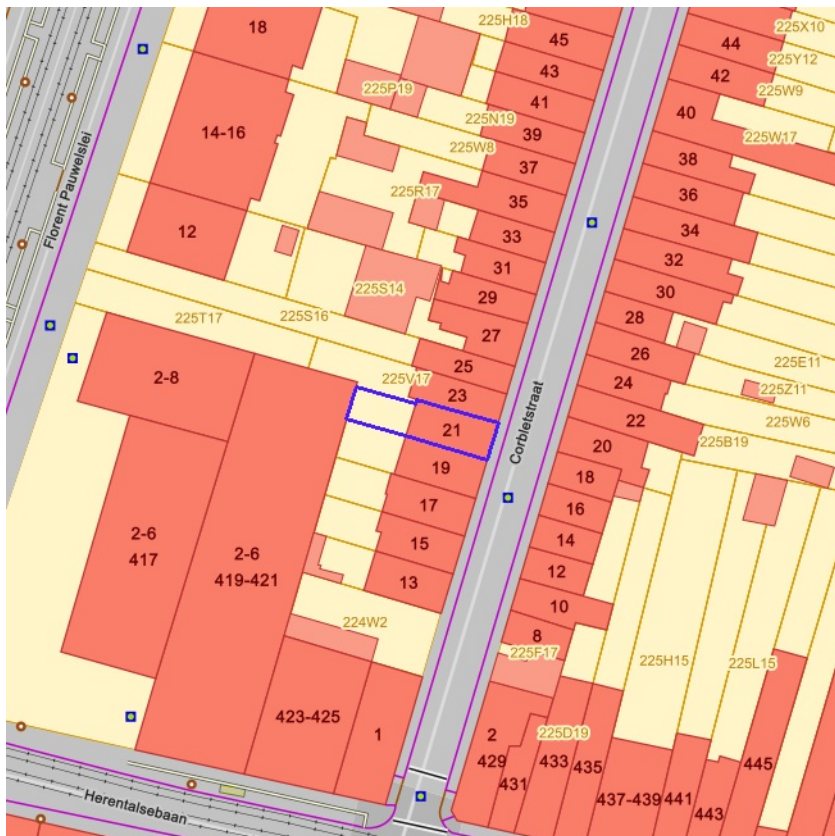 18
225H18
45
44
225X10
225Y12
43
42
225P19
225W9
41
40
14-16
225N19
39
225W17
225W8
38
37
225R17
36
35
12
34
33
32
31
30
225S14
29
28
225S16
225T17
27
26
225E11
25
2-8
225V17
24
225Z11
23
22
225W6
21
20
225B19
19
18
17
16
2-6
417
15
14
2-6
419-421
13
12
10
224W2
8
225F17
225H15
225L15
423-425
1
2
429
225D19
433
435
445
431
437-439
441
443
Florent Pauwelslei
Corbletstraat
Herentalsebaan